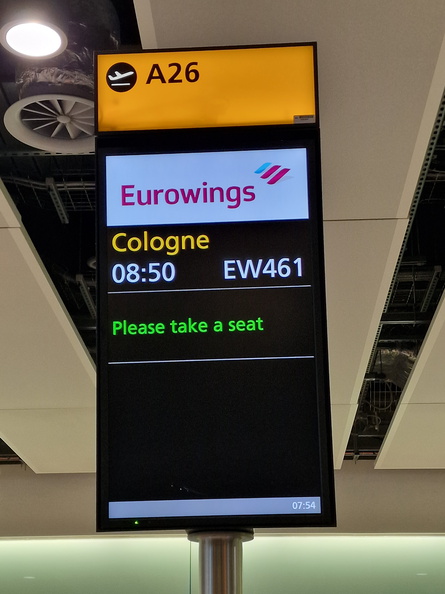 A26
Eurowings
Cologne
08:50 EW461
Please take a seat
07:54